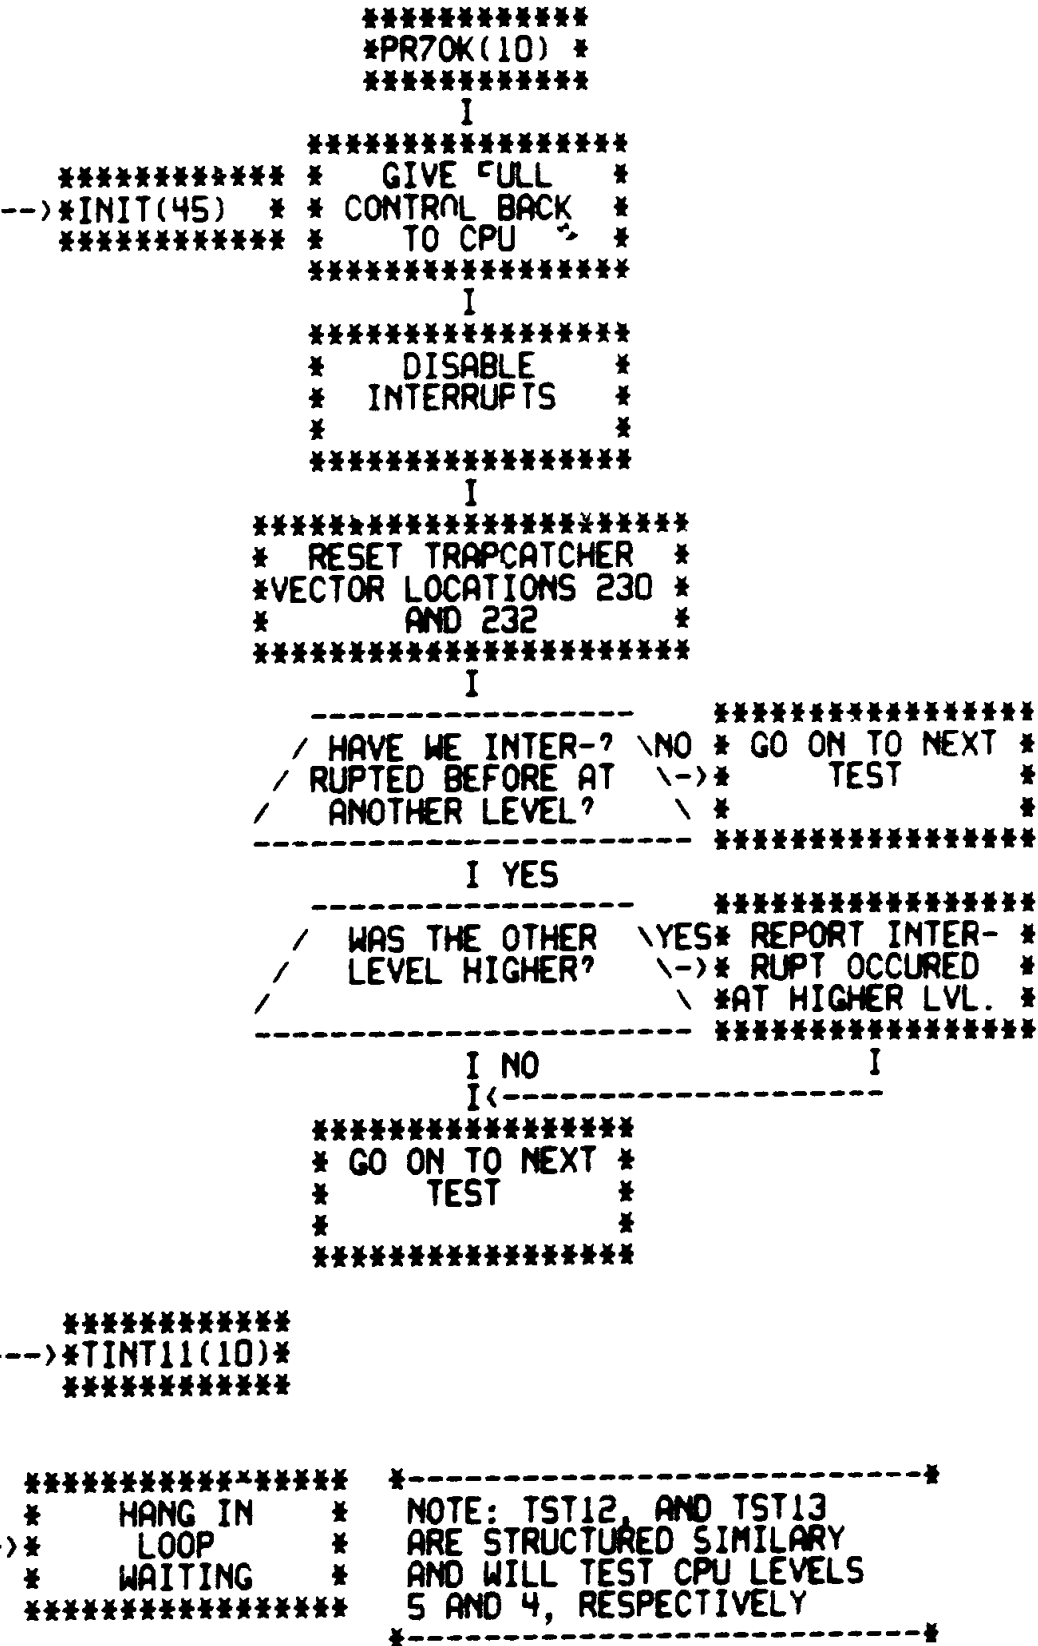 *PR7OK(10) *
I
GIVE FULL
-->*INIT(45) * * CONTROL BACK *
TO CPU
I
DISABLE
INTERRUPTS
I
RESET TRAPCATCHER
*VECTOR LOCATIONS 230 *
AND 232
I
/ HAVE WE INTER-? \NO * GO ON TO NEXT *
/ RUPTED BEFORE AT \->* TEST *
/ ANOTHER LEVEL? \ * *
I YES
/ WAS THE OTHER \YES* REPORT INTER- *
/ LEVEL HIGHER? \->* RUPT OCCURED *
/ \ *AT HIGHER LVL. *
I NO I
I<--------------------
* GO ON TO NEXT *
* TEST *
-->*TINT11(10)*
* HANG IN * NOTE: TST12, AND TST13
>* LOOP * ARE STRUCTURED SIMILARY
* WAITING * AND WILL TEST CPU LEVELS
5 AND 4, RESPECTIVELY